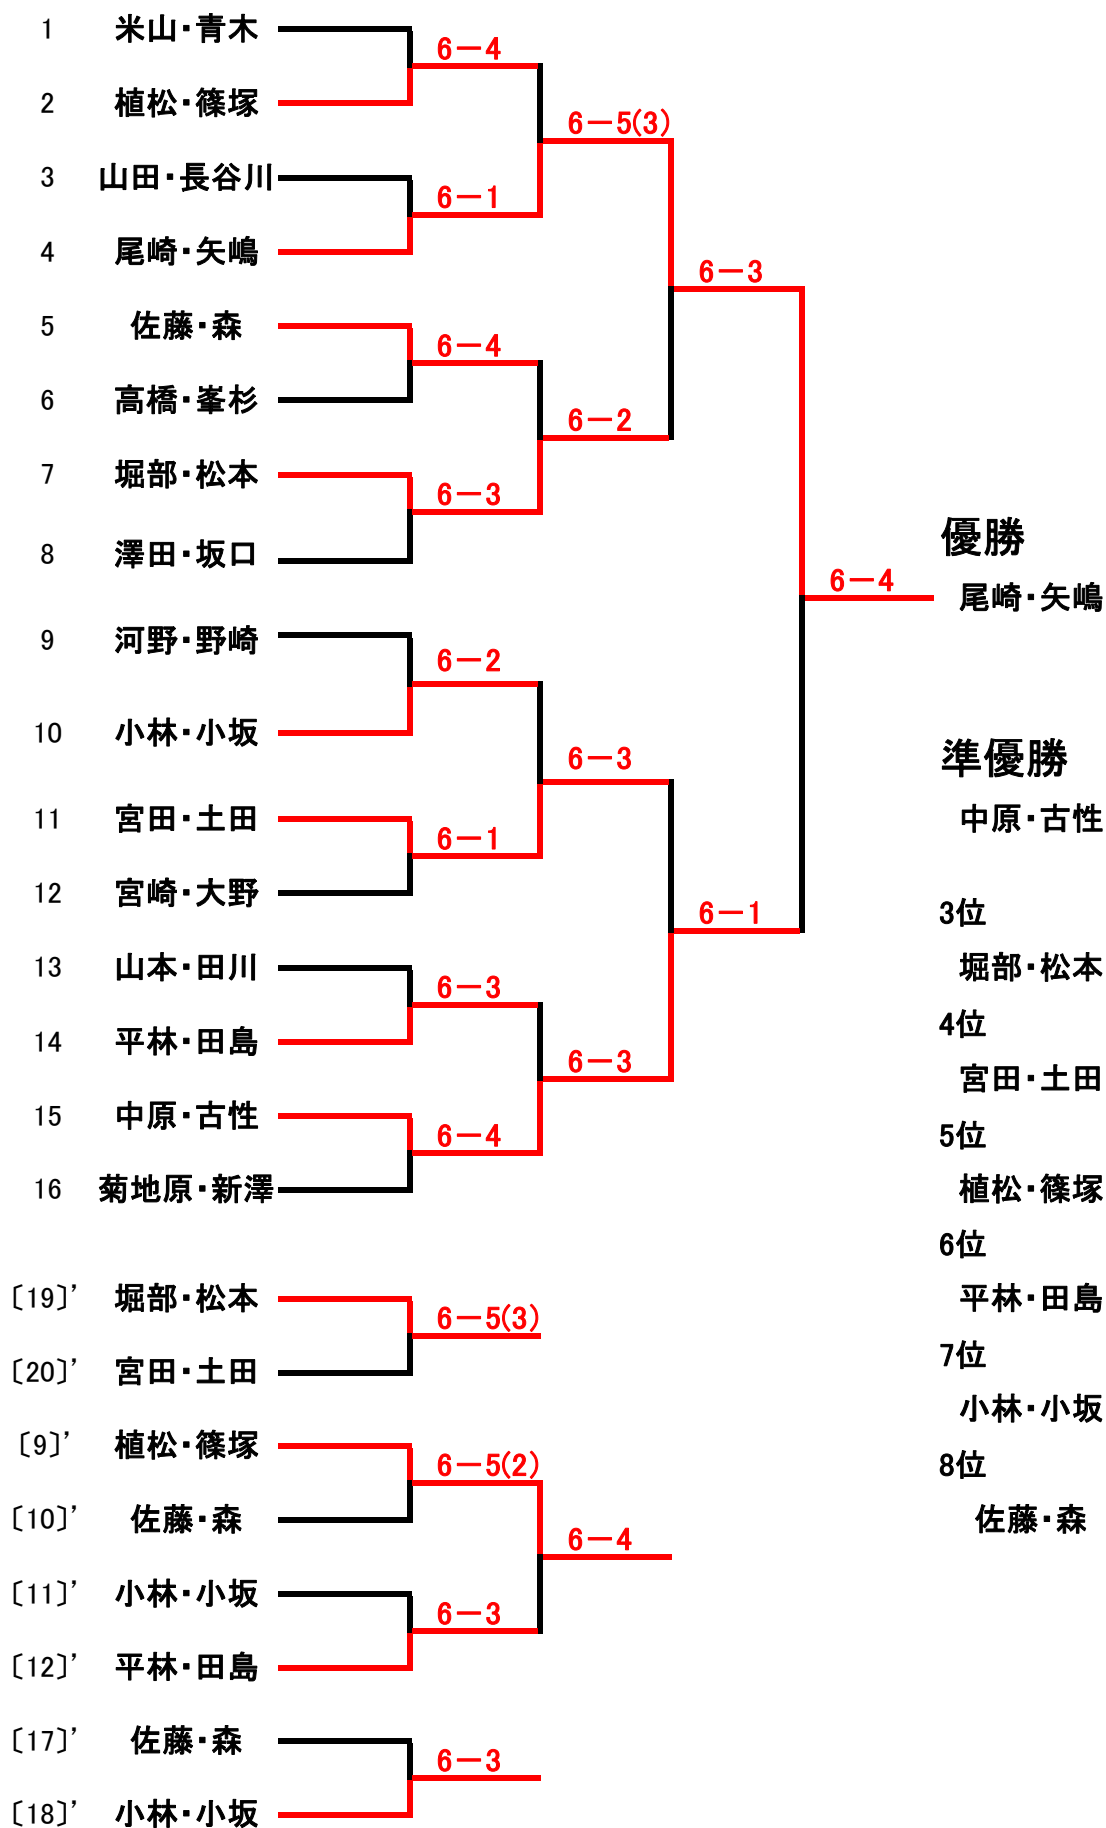 1 米山・青木
6－4
2 植松・篠塚
6－5(3)
3 山田・長谷川
6－1
4 尾崎・矢嶋
6－3
5 佐藤・森
6－4
6 高橋・峯杉
6－2
7 堀部・松本
6－3
8 澤田・坂口
優勝
6－4
尾崎・矢嶋
9 河野・野崎
6－2
10 小林・小坂
6－3
準優勝
11 宮田・土田
中原・古性
6－1
12 宮崎・大野
6－1
3位
13 山本・田川
堀部・松本
6－3
14 平林・田島
4位
6－3
宮田・土田
15 中原・古性
6－4
5位
16 菊地原・新澤
植松・篠塚
6位
〔19〕’ 堀部・松本
平林・田島
6－5(3)
7位
〔20〕’ 宮田・土田
小林・小坂
〔9〕’ 植松・篠塚
6－5(2)
8位
〔10〕’ 佐藤・森
佐藤・森
6－4
〔11〕’ 小林・小坂
6－3
〔12〕’ 平林・田島
〔17〕’ 佐藤・森
6－3
〔18〕’ 小林・小坂